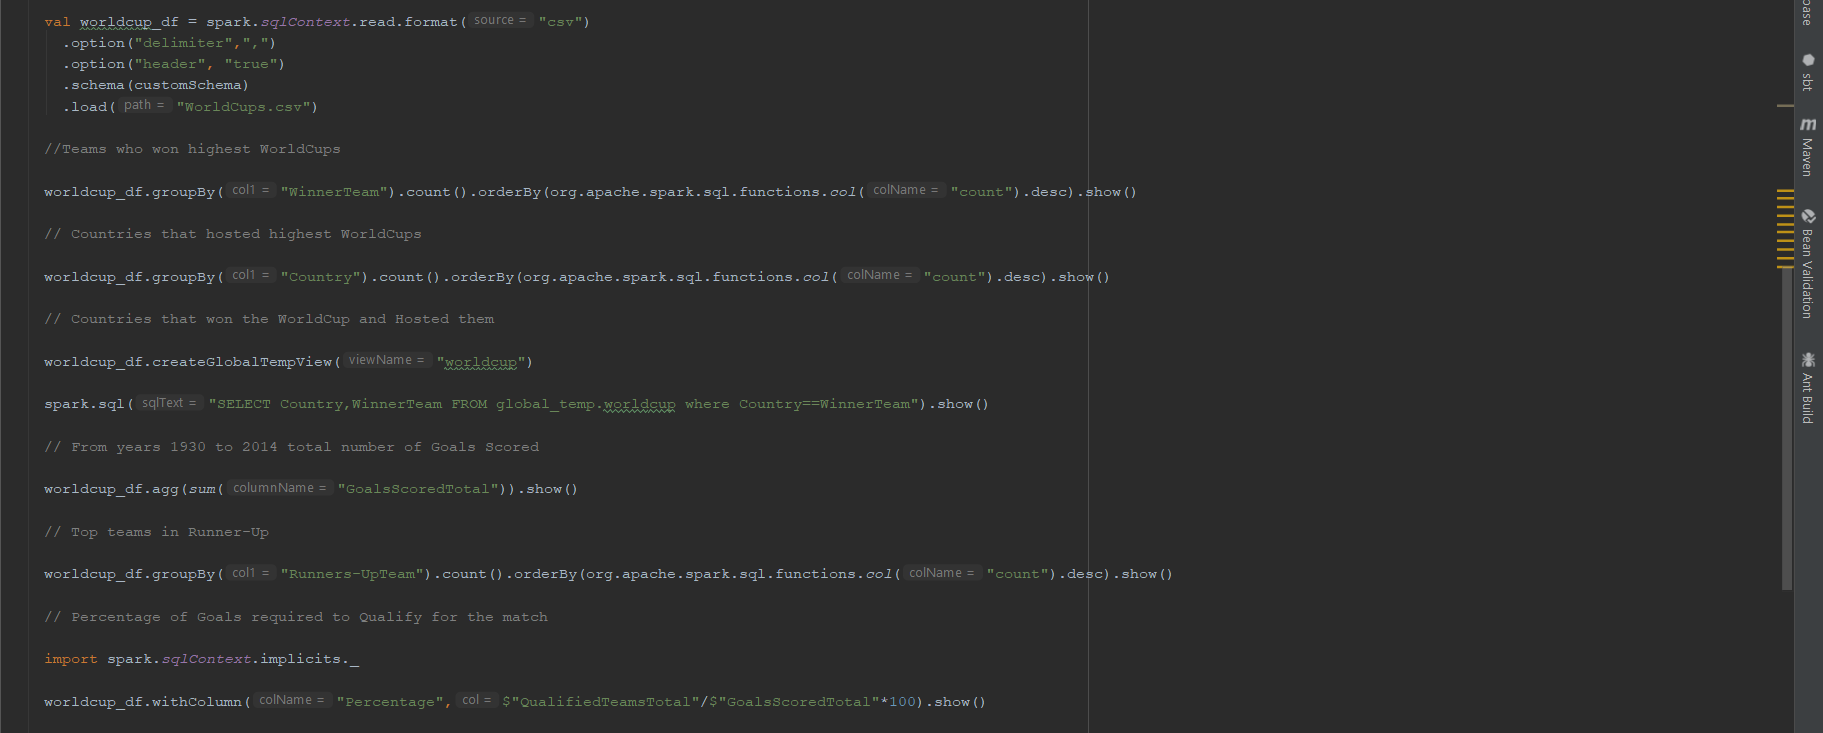 val worldcup_df = spark.sqlContext.read.format( source = "csv")
.option("delimiter",",")
.option("header", "true")
.schema(customSchema)
.load( path = "WorldCups.csv")
//Teams who won highest WorldCups
worldcup_df.groupBy( col1 = "WinnerTeam").count().orderBy(org.apache.spark.sql.functions.col( colName = "count").desc).show()
// Countries that hosted highest WorldCups
worldcup_df.groupBy( col1 = "Country").count().orderBy(org.apache.spark.sql.functions.col( colName = "count").desc).show()
// Countries that won the WorldCup and Hosted them
worldcup_df.createGlobalTempView( viewName = "worldcup")
spark.sql( sqlText = "SELECT Country,WinnerTeam FROM global_temp.worldcup where Country==WinnerTeam").show()
// From years 1930 to 2014 total number of Goals Scored
worldcup_df.agg(sum( columnName = "GoalsScoredTotal")).show()
// Top teams in Runner-Up
worldcup_df.groupBy( col1 = "Runners-UpTeam").count().orderBy(org.apache.spark.sql.functions.col( colName = "count").desc).show()
// Percentage of Goals required to Qualify for the match
import spark.sqlContext.implicits._
worldcup_df.withColumn( colName = "Percentage", col = $"QualifiedTeamsTotal"/$"GoalsScoredTotal"*100).show()
sbt
Maven
Bean Validation
Ant Build